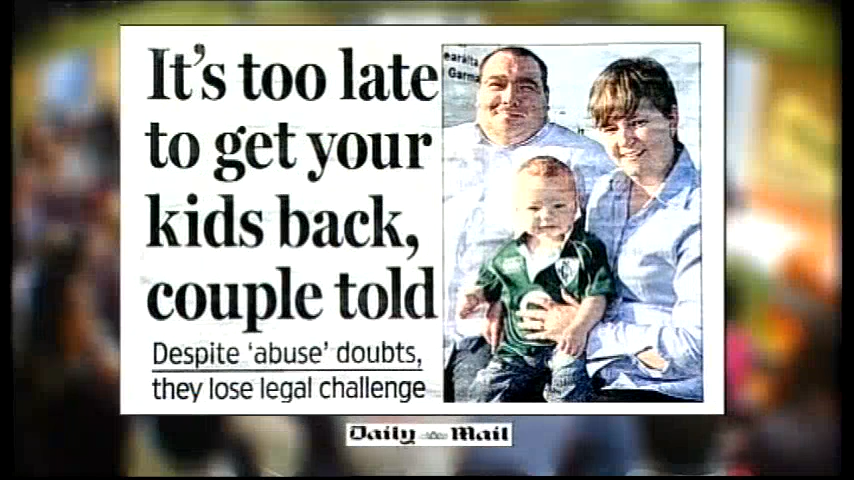 It's too late
to get your
kids back,
couple told
Despite 'abuse' doubts,
they lose legal challenge
Daily Mail